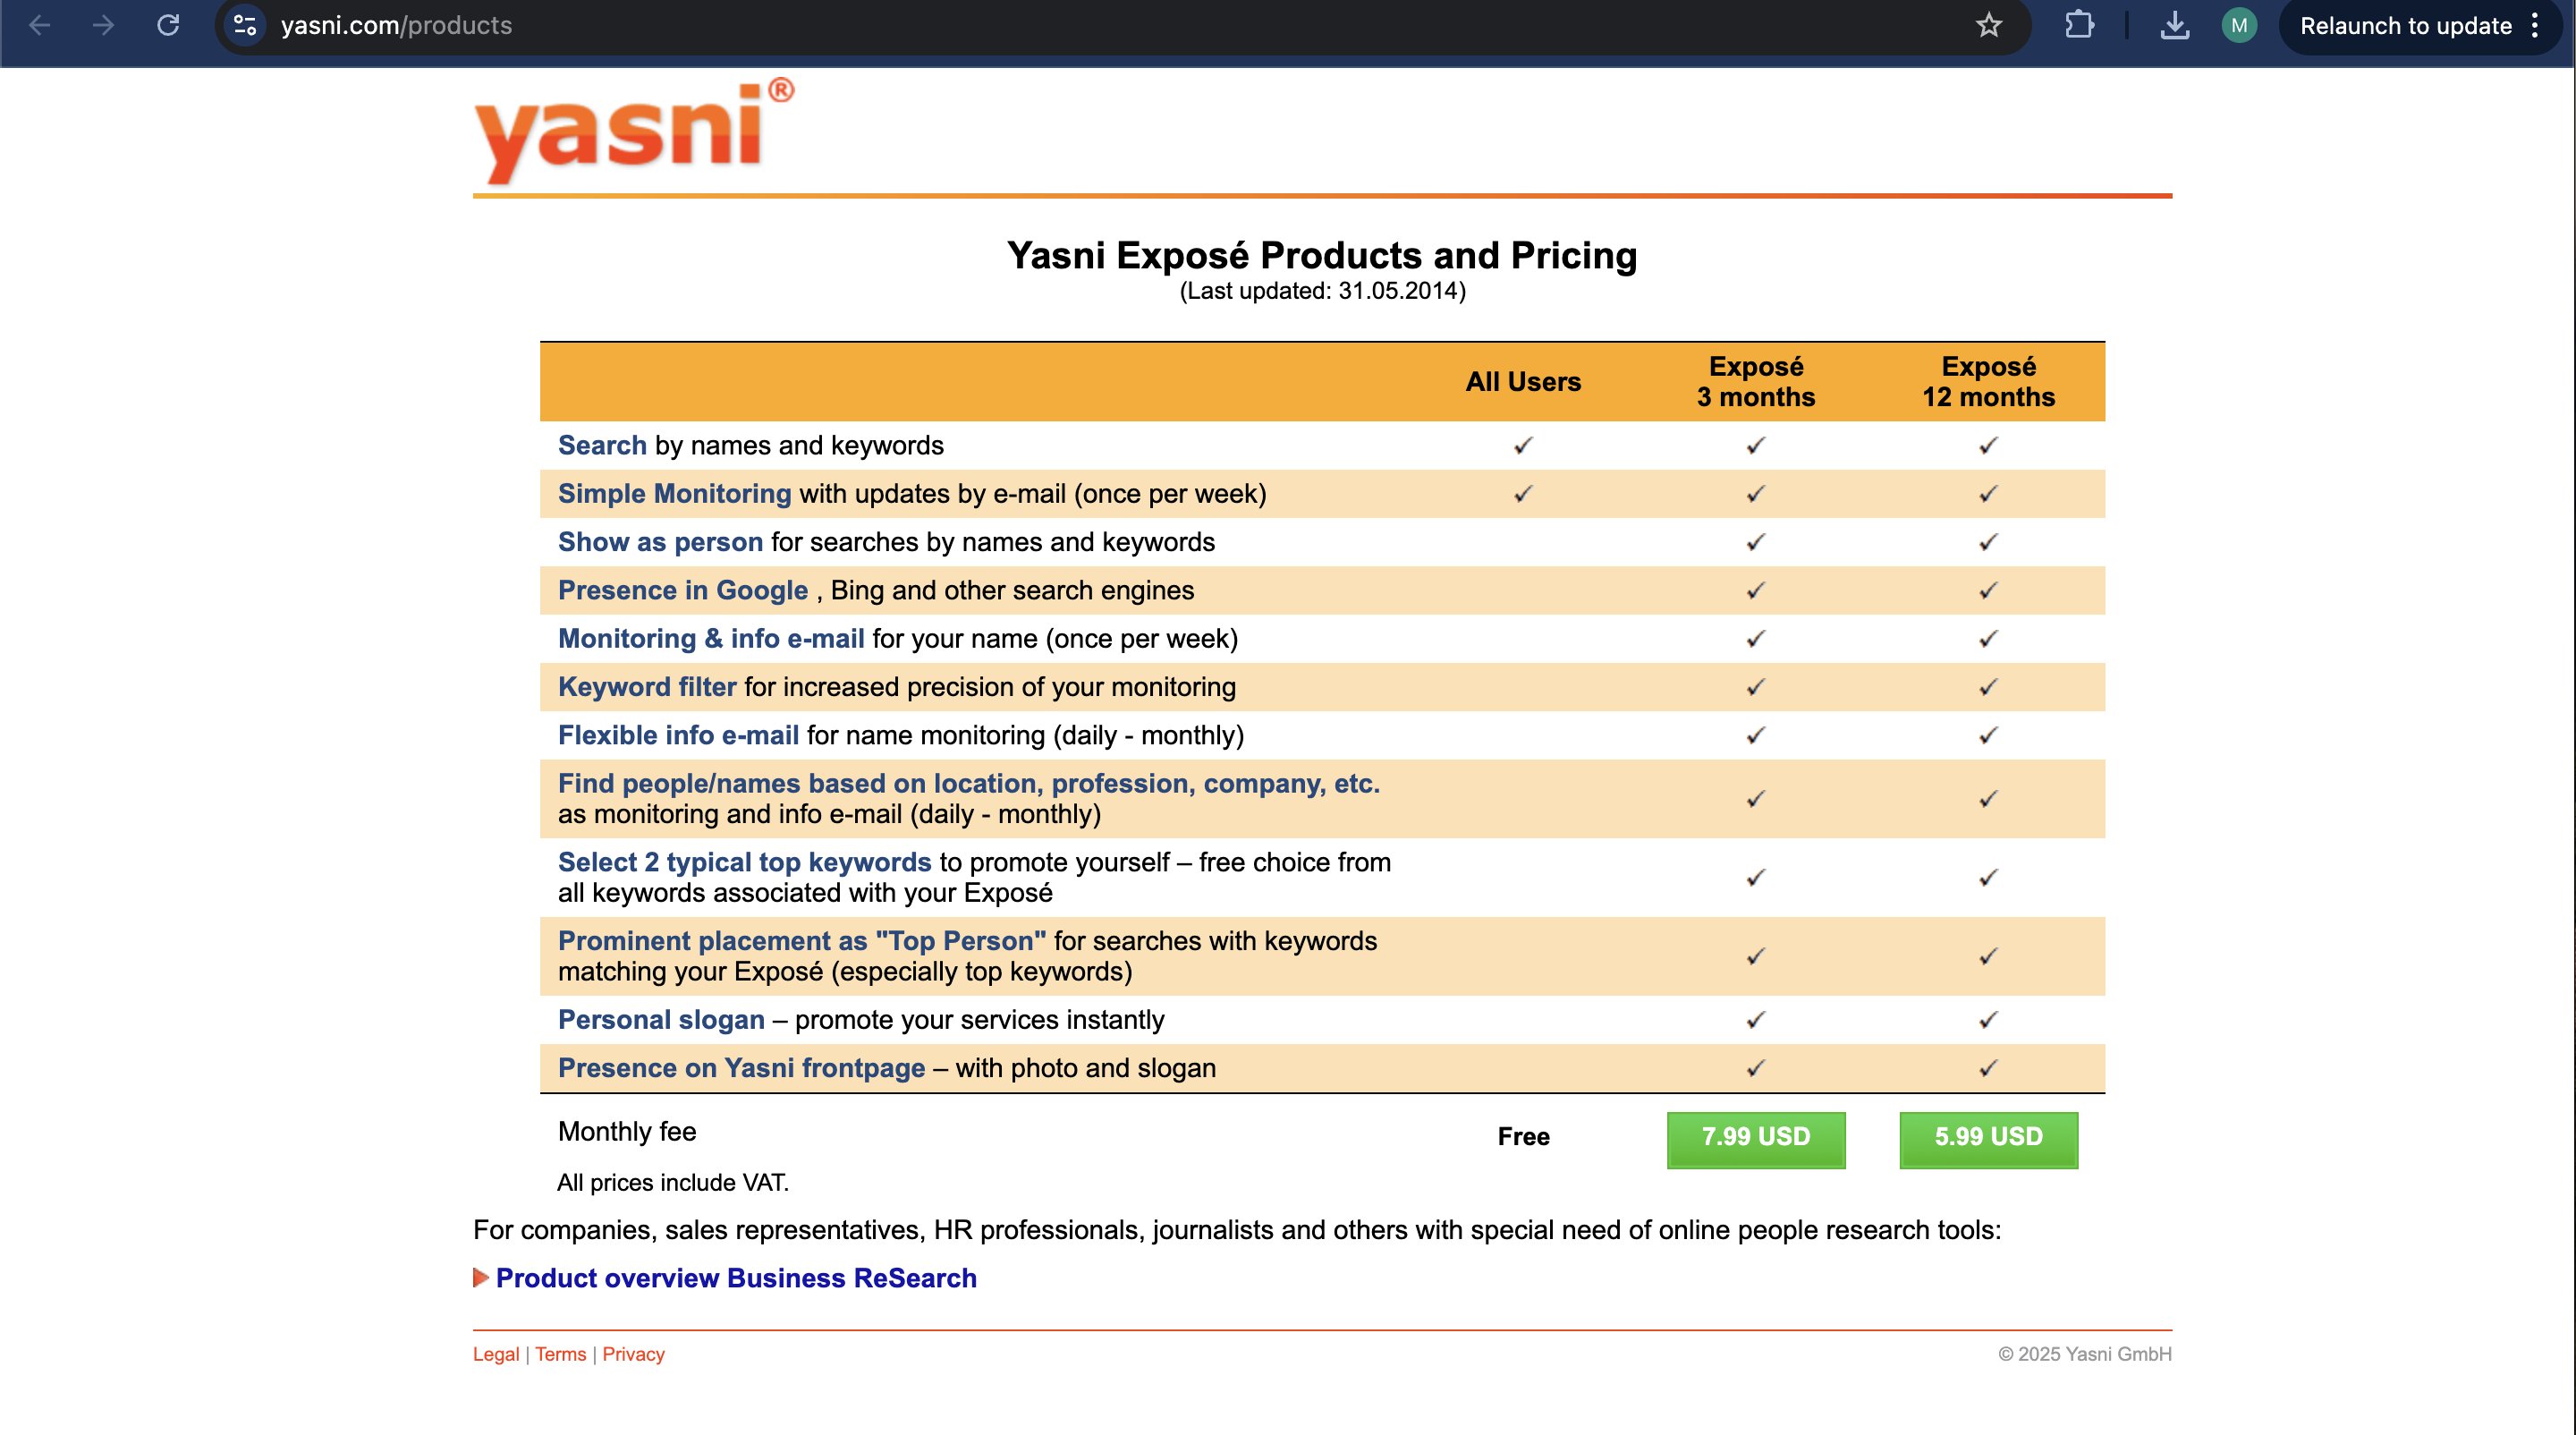 yasni.com/products
M
Relaunch to update
yasni®
Yasni Exposé Products and Pricing
(Last updated: 31.05.2014)
All Users
Exposé
3 months
Exposé
12 months
Search by names and keywords ✓ ✓ ✓
Simple Monitoring with updates by e-mail (once per week) ✓ ✓ ✓
Show as person for searches by names and keywords ✓ ✓
Presence in Google , Bing and other search engines ✓ ✓
Monitoring & info e-mail for your name (once per week) ✓ ✓
Keyword filter for increased precision of your monitoring ✓ ✓
Flexible info e-mail for name monitoring (daily - monthly) ✓ ✓
Find people/names based on location, profession, company, etc.
as monitoring and info e-mail (daily - monthly) ✓ ✓
Select 2 typical top keywords to promote yourself – free choice from
all keywords associated with your Exposé ✓ ✓
Prominent placement as "Top Person" for searches with keywords
matching your Exposé (especially top keywords) ✓ ✓
Personal slogan – promote your services instantly ✓ ✓
Presence on Yasni frontpage – with photo and slogan ✓ ✓
Monthly fee Free 7.99 USD 5.99 USD
All prices include VAT.
For companies, sales representatives, HR professionals, journalists and others with special need of online people research tools:
Product overview Business ReSearch
Legal | Terms | Privacy © 2025 Yasni GmbH